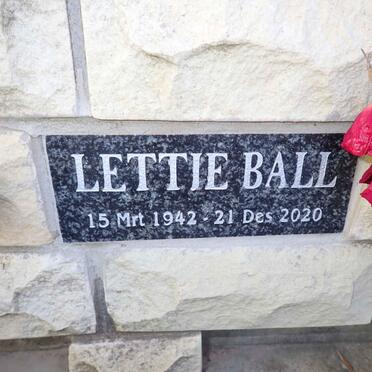 LETTIE BALL
15 Mrt 1942 - 21 Des 2020